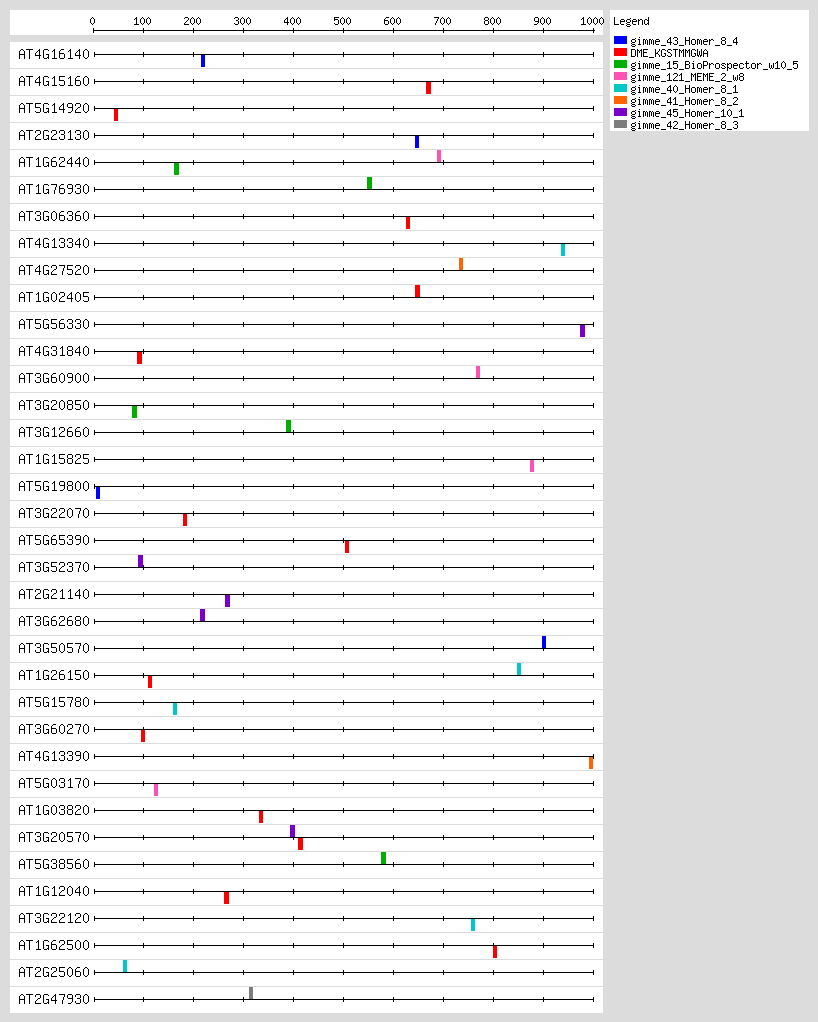 0 100 200 300 400 500 600 700 800 900 1000
Legend
gimme_43_Homer_8_4
DME_KGSTMMGWA
gimme_15_BioProspector_w10_5
gimme_121_MEME_2_w8
gimme_40_Homer_8_1
gimme_41_Homer_8_2
gimme_45_Homer_10_1
gimme_42_Homer_8_3
AT4G16140
AT4G15160
AT5G14920
AT2G23130
AT1G62440
AT1G76930
AT3G06360
AT4G13340
AT4G27520
AT1G02405
AT5G56330
AT4G31840
AT3G60900
AT3G20850
AT3G12660
AT1G15825
AT5G19800
AT3G22070
AT5G65390
AT3G52370
AT2G21140
AT3G62680
AT3G50570
AT1G26150
AT5G15780
AT3G60270
AT4G13390
AT5G03170
AT1G03820
AT3G20570
AT5G38560
AT1G12040
AT3G22120
AT1G62500
AT2G25060
AT2G47930